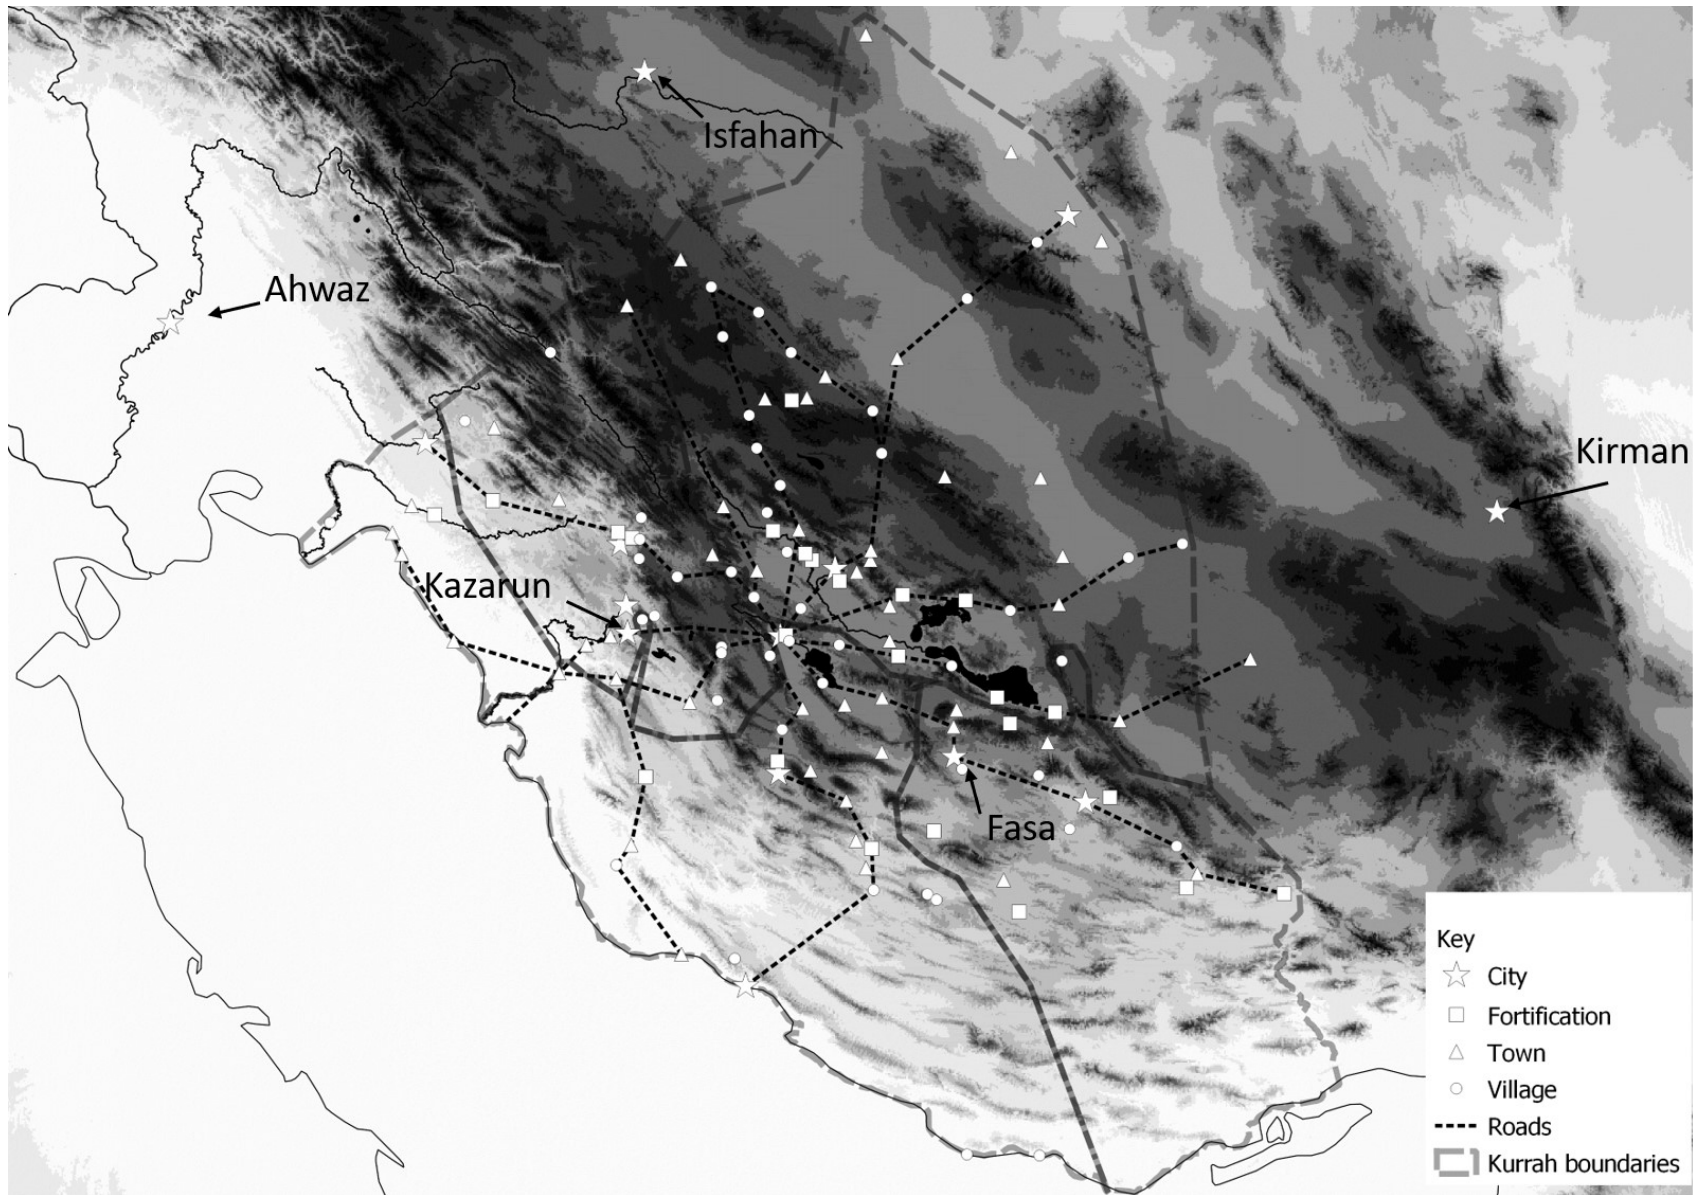 Isfahan
Ahwaz
Kirman
Kazarun
Fasa
Key
City
Fortification
Town
Village
Roads
Kurrah boundaries